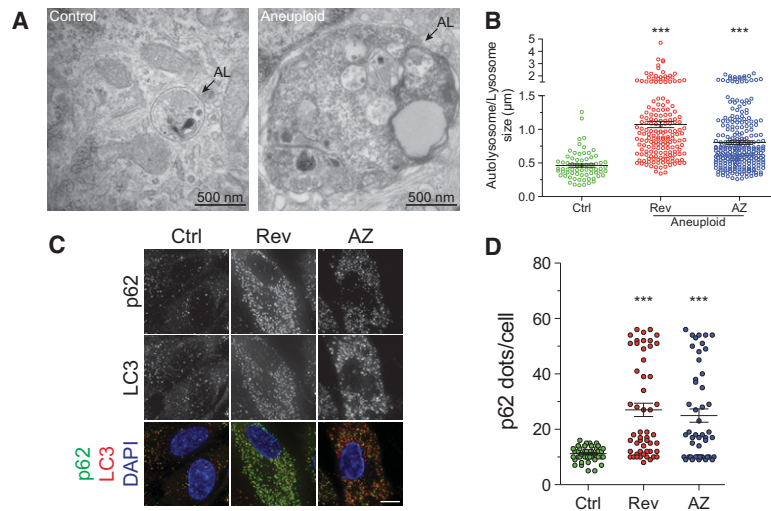 A
Control
AL
500 nm
Aneuploid
AL
500 nm
B
Autolysosome/Lysosome
size (µm)
5
4
3
2
1.5
1.0
0.5
0.0
***
***
Ctrl
Rev
AZ
Aneuploid
C
Ctrl
Rev
AZ
p62
LC3
p62
LC3
DAPI
D
p62 dots/cell
80
60
40
20
0
***
***
Ctrl
Rev
AZ